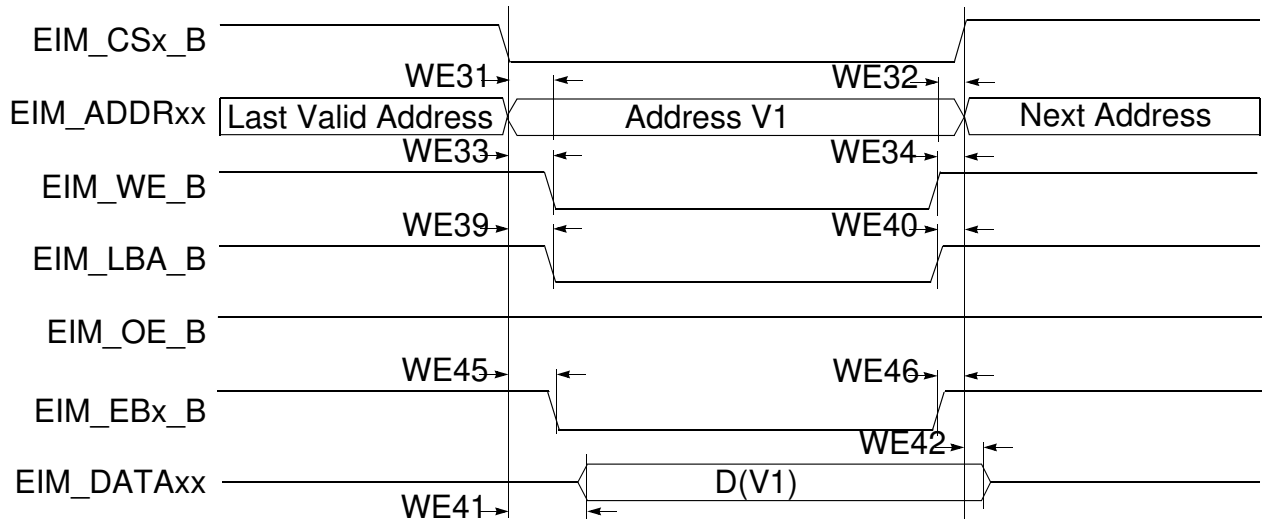 EIM_CSx_B
WE31 WE32
EIM_ADDRxx Last Valid Address Address V1 Next Address
WE33 WE34
EIM_WE_B
WE39 WE40
EIM_LBA_B
EIM_OE_B
WE45 WE46
EIM_EBx_B
WE42
EIM_DATAxx D(V1)
WE41